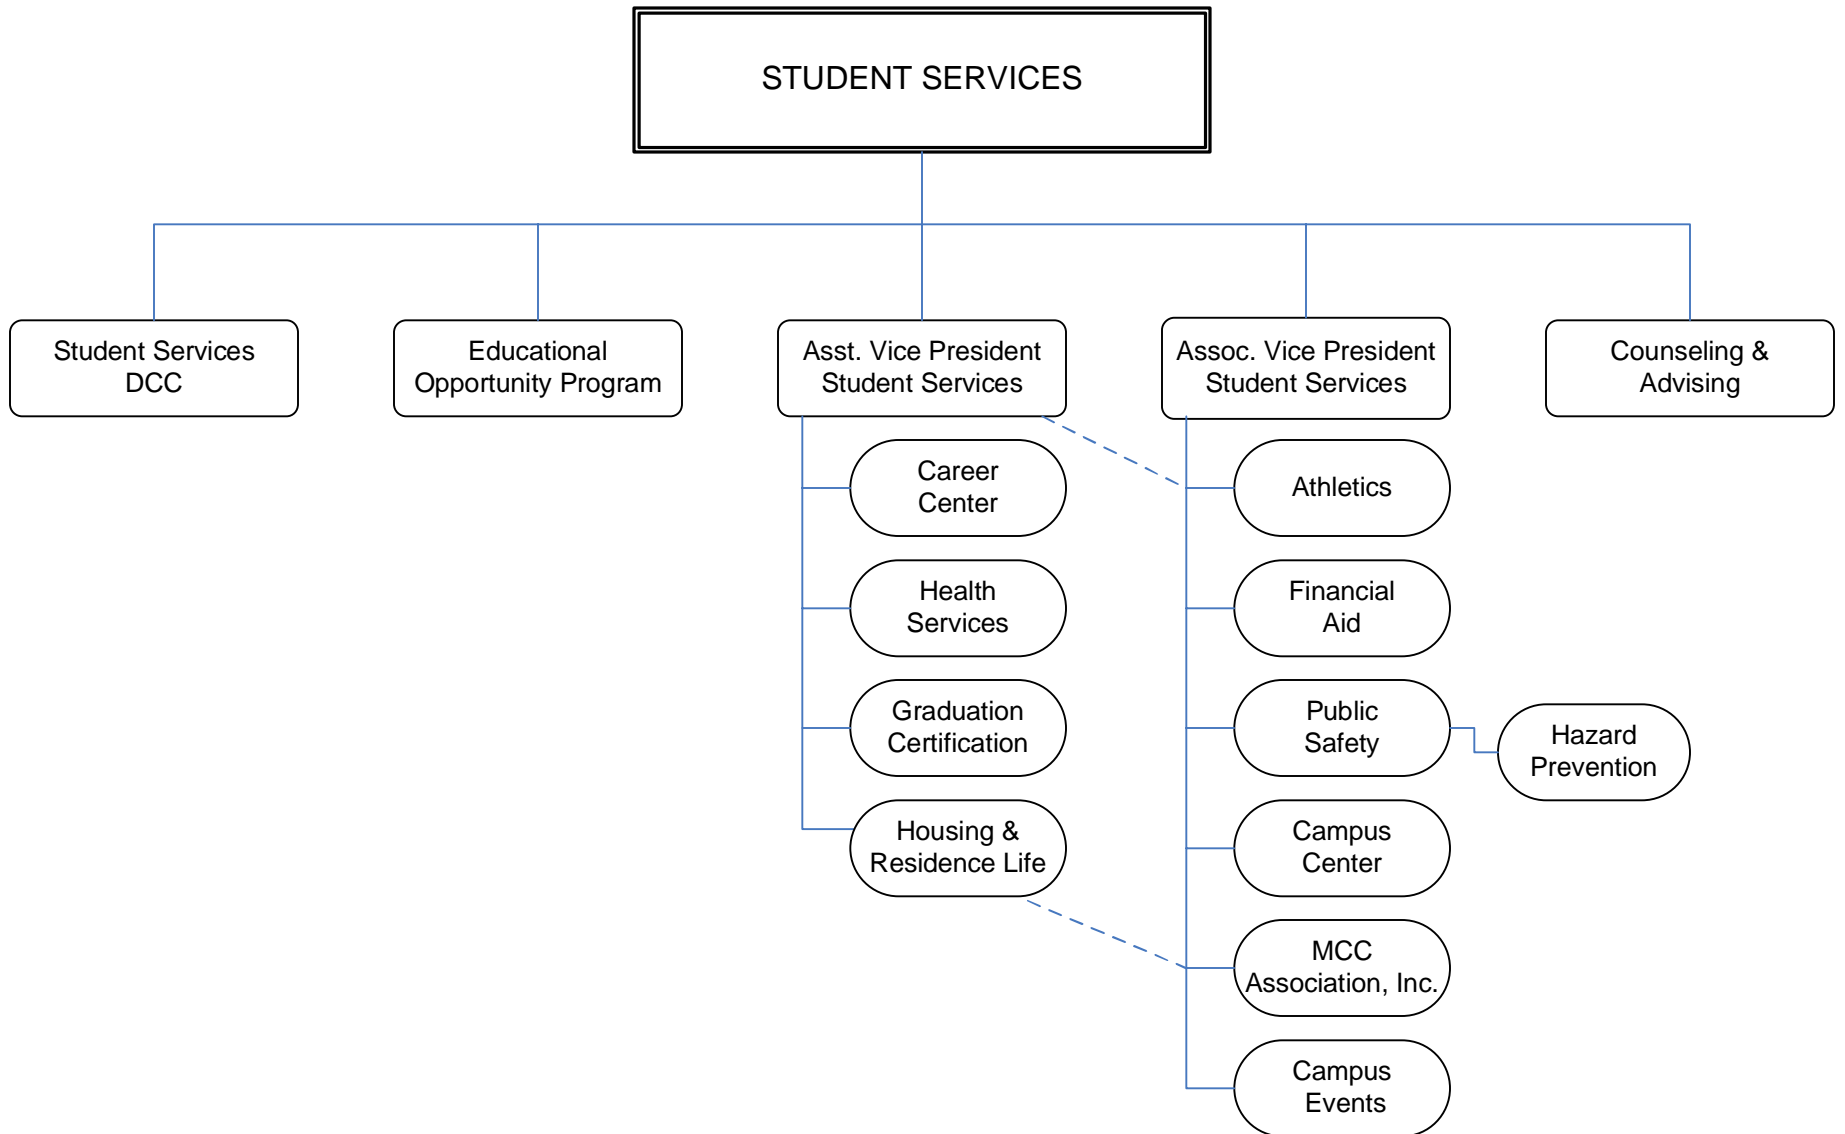 STUDENT SERVICES
Student Services
DCC
Educational
Opportunity Program
Asst. Vice President
Student Services
Assoc. Vice President
Student Services
Counseling &
Advising
Career
Center
Health
Services
Graduation
Certification
Housing &
Residence Life
Athletics
Financial
Aid
Public
Safety
Hazard
Prevention
Campus
Center
MCC
Association, Inc.
Campus
Events